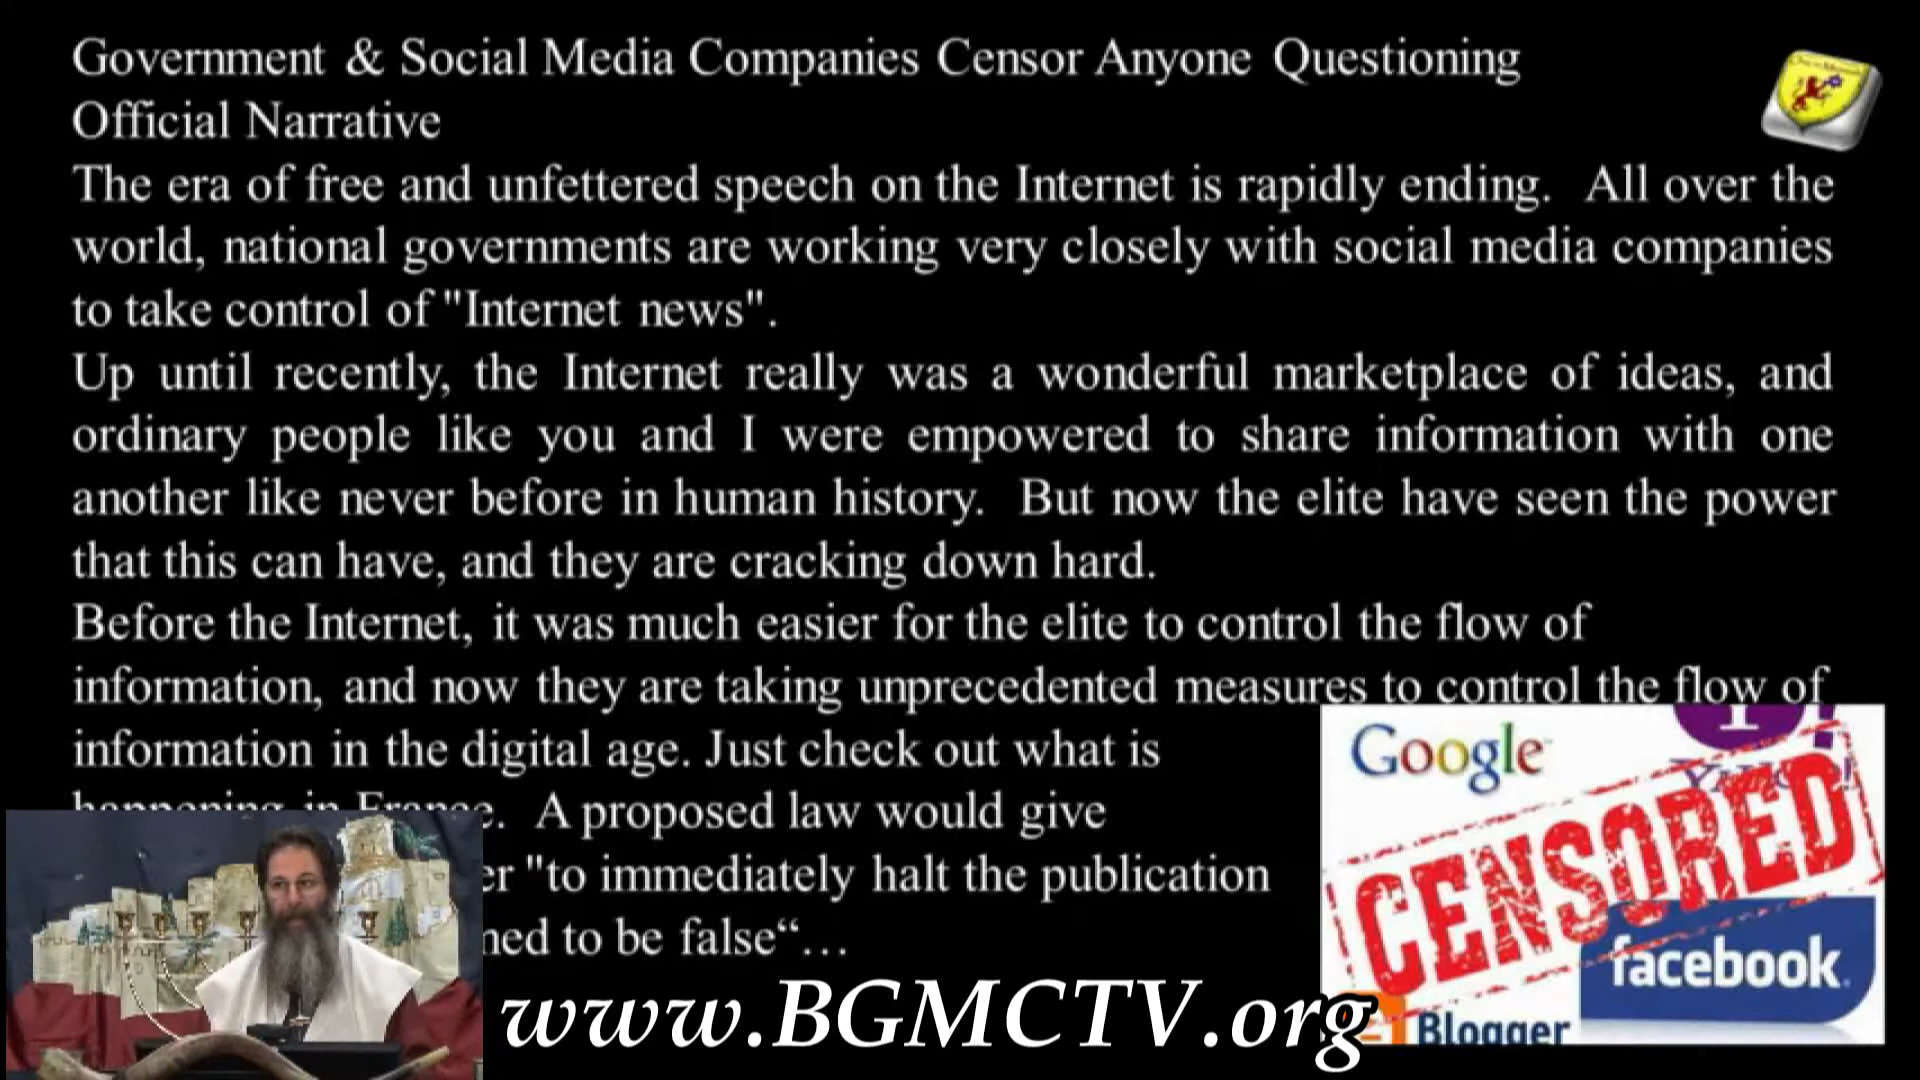 Government & Social Media Companies Censor Anyone Questioning
Official Narrative
The era of free and unfettered speech on the Internet is rapidly ending. All over the
world, national governments are working very closely with social media companies
to take control of "Internet news".
Up until recently, the Internet really was a wonderful marketplace of ideas, and
ordinary people like you and I were empowered to share information with one
another like never before in human history. But now the elite have seen the power
that this can have, and they are cracking down hard.
Before the Internet, it was much easier for the elite to control the flow of
information, and now they are taking unprecedented measures to control the flow of
information in the digital age. Just check out what is
happening in France. A proposed law would give
"to immediately halt the publication
to be false“…
Google
CENSORED
facebook
Blogger
www.BGMCTV.org